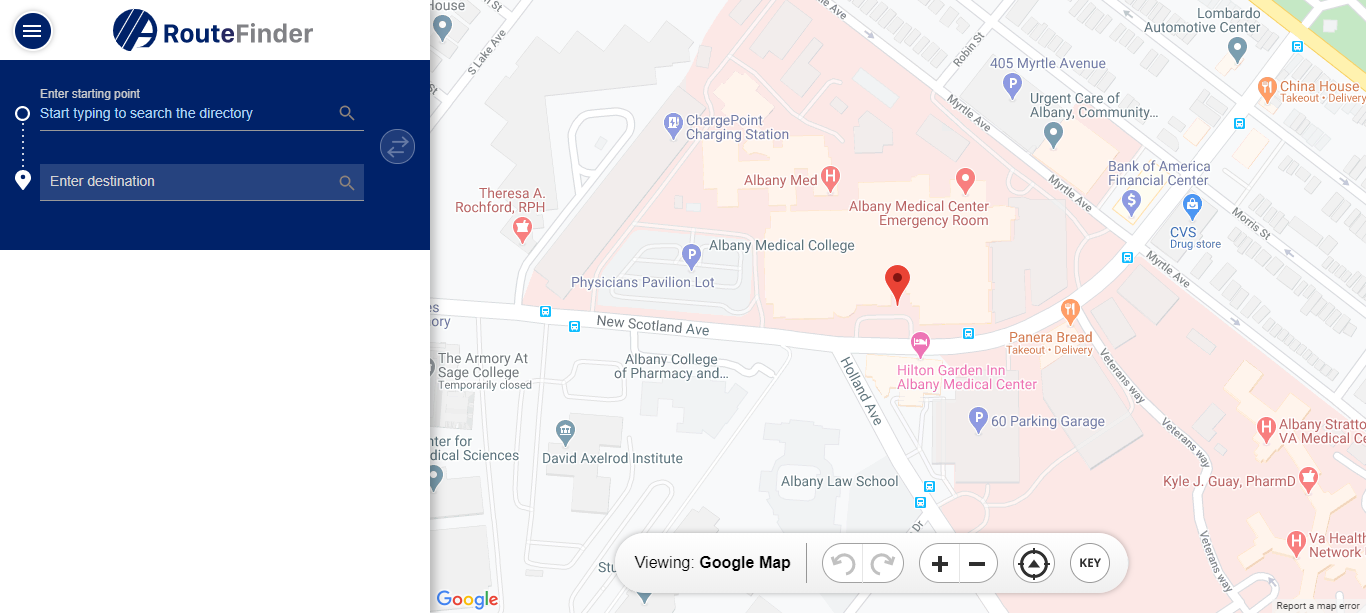 RouteFinder
Enter starting point
Start typing to search the directory
Enter destination
House
S Lake Ave
Robin St
Lombardo
Automotive Center
405 Myrtle Avenue
P
China House
Takeout • Delivery
Urgent Care of
Albany, Community...
Myrtle Ave
ChargePoint
Charging Station
Bank of America
Financial Center
$
Albany Med
H
Myrtle Ave
Theresa A.
Rochford, RPH
Albany Medical Center
Emergency Room
Morris St
CVS
Drug store
Albany Medical College
P
Physicians Pavilion Lot
Myrtle Ave
es
ory
New Scotland Ave
Panera Bread
Takeout • Delivery
The Armory At
Sage College
Temporarily closed
Albany College
of Pharmacy and...
Holland Ave
Hilton Garden Inn
Albany Medical Center
Veterans way
P
60 Parking Garage
H
Albany Stratto
VA Medical C
nter for
dical Sciences
David Axelrod Institute
Veterans way
Albany Law School
Kyle J. Guay, PharmD
Dr
H
Va Health
Network U
Veterans way
Stu
Viewing: Google Map
KEY
Google
Report a map error